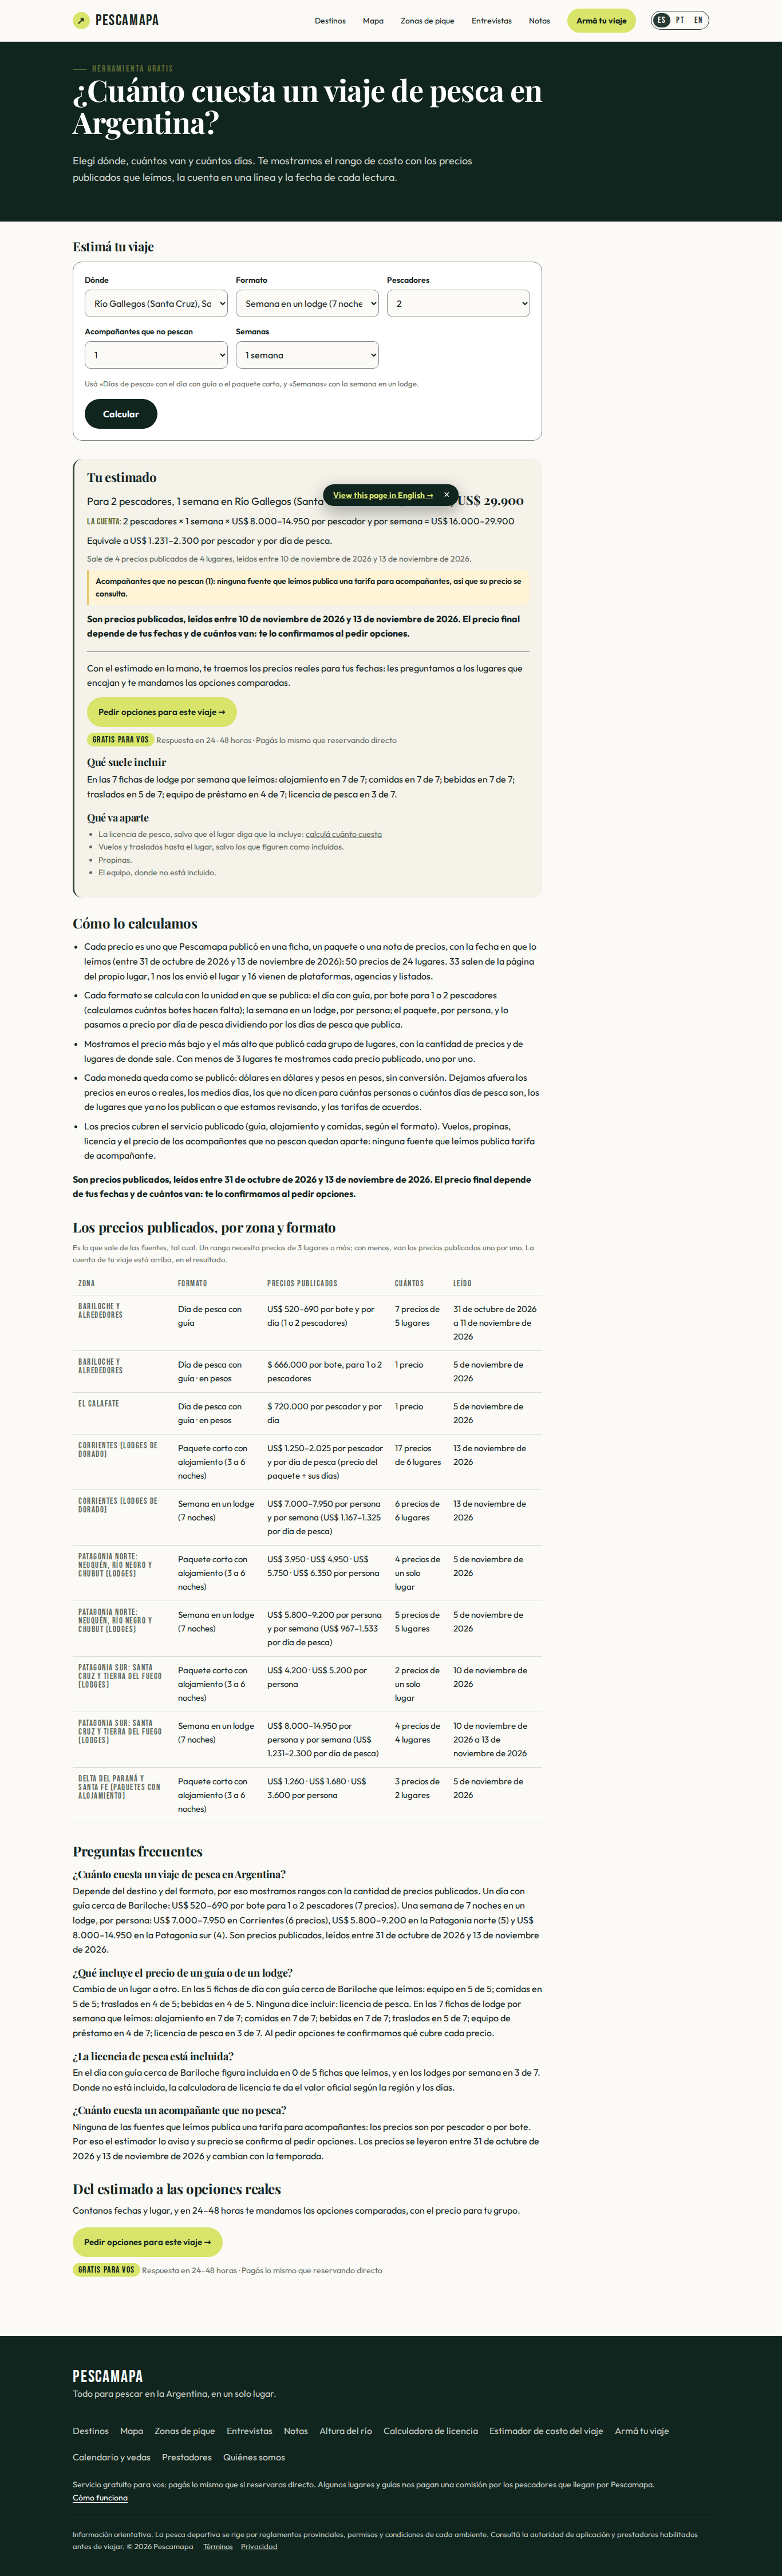 PESCAMAPA
Destinos
Mapa
Zonas de pique
Entrevistas
Notas
Armá tu viaje
ES PT EN
HERRAMIENTA GRATIS
¿Cuánto cuesta un viaje de pesca en
Argentina?
Elegí dónde, cuántos van y cuántos días. Te mostramos el rango de costo con los precios
publicados que leímos, la cuenta en una línea y la fecha de cada lectura.
Estimá tu viaje
Dónde
Formato
Pescadores
Río Gallegos (Santa Cruz), Sa
Semana en un lodge (7 noche
2
Acompañantes que no pescan
Semanas
1
1 semana
Usá «Días de pesca» con el día con guía o el paquete corto, y «Semanas» con la semana en un lodge.
Calcular
Tu estimado
Para 2 pescadores, 1 semana en Río Gallegos (Santa
US$ 29.900
View this page in English →
×
LA CUENTA: 2 pescadores × 1 semana × US$ 8.000–14.950 por pescador y por semana = US$ 16.000–29.900
Equivale a US$ 1.231–2.300 por pescador y por día de pesca.
Sale de 4 precios publicados de 4 lugares, leídos entre 10 de noviembre de 2026 y 13 de noviembre de 2026.
Acompañantes que no pescan (1): ninguna fuente que leímos publica una tarifa para acompañantes, así que su precio se
consulta.
Son precios publicados, leídos entre 10 de noviembre de 2026 y 13 de noviembre de 2026. El precio final
depende de tus fechas y de cuántos van: te lo confirmamos al pedir opciones.
Con el estimado en la mano, te traemos los precios reales para tus fechas: les preguntamos a los lugares que
encajan y te mandamos las opciones comparadas.
Pedir opciones para este viaje →
GRATIS PARA VOS Respuesta en 24–48 horas · Pagás lo mismo que reservando directo
Qué suele incluir
En las 7 fichas de lodge por semana que leímos: alojamiento en 7 de 7; comidas en 7 de 7; bebidas en 7 de 7;
traslados en 5 de 7; equipo de préstamo en 4 de 7; licencia de pesca en 3 de 7.
Qué va aparte
• La licencia de pesca, salvo que el lugar diga que la incluye: calculá cuánto cuesta
• Vuelos y traslados hasta el lugar, salvo los que figuren como incluidos.
• Propinas.
• El equipo, donde no está incluido.
Cómo lo calculamos
• Cada precio es uno que Pescamapa publicó en una ficha, un paquete o una nota de precios, con la fecha en que lo
leímos (entre 31 de octubre de 2026 y 13 de noviembre de 2026): 50 precios de 24 lugares. 33 salen de la página
del propio lugar, 1 nos los envió el lugar y 16 vienen de plataformas, agencias y listados.
• Cada formato se calcula con la unidad en que se publica: el día con guía, por bote para 1 o 2 pescadores
(calculamos cuántos botes hacen falta); la semana en un lodge, por persona; el paquete, por persona, y lo
pasamos a precio por día de pesca dividiendo por los días de pesca que publica.
• Mostramos el precio más bajo y el más alto que publicó cada grupo de lugares, con la cantidad de precios y de
lugares de donde sale. Con menos de 3 lugares te mostramos cada precio publicado, uno por uno.
• Cada moneda queda como se publicó: dólares en dólares y pesos en pesos, sin conversión. Dejamos afuera los
precios en euros o reales, los medios días, los que no dicen para cuántas personas o cuántos días de pesca son, los
de lugares que ya no los publican o que estamos revisando, y las tarifas de acuerdos.
• Los precios cubren el servicio publicado (guía, alojamiento y comidas, según el formato). Vuelos, propinas,
licencia y el precio de los acompañantes que no pescan quedan aparte: ninguna fuente que leímos publica tarifa
de acompañante.
Son precios publicados, leídos entre 31 de octubre de 2026 y 13 de noviembre de 2026. El precio final depende
de tus fechas y de cuántos van: te lo confirmamos al pedir opciones.
Los precios publicados, por zona y formato
Es lo que sale de las fuentes, tal cual. Un rango necesita precios de 3 lugares o más; con menos, van los precios publicados uno por uno. La
cuenta de tu viaje está arriba, en el resultado.
ZONA FORMATO PRECIOS PUBLICADOS CUÁNTOS LEÍDO
BARILOCHE Y ALREDEDORES Día de pesca con guía US$ 520–690 por bote y por día (1 o 2 pescadores) 7 precios de 5 lugares 31 de octubre de 2026 a 11 de noviembre de 2026
BARILOCHE Y ALREDEDORES Día de pesca con guía · en pesos $ 666.000 por bote, para 1 o 2 pescadores 1 precio 5 de noviembre de 2026
EL CALAFATE Día de pesca con guía · en pesos $ 720.000 por pescador y por día 1 precio 5 de noviembre de 2026
CORRIENTES (LODGES DE DORADO) Paquete corto con alojamiento (3 a 6 noches) US$ 1.250–2.025 por pescador y por día de pesca (precio del paquete ÷ sus días) 17 precios de 6 lugares 13 de noviembre de 2026
CORRIENTES (LODGES DE DORADO) Semana en un lodge (7 noches) US$ 7.000–7.950 por persona y por semana (US$ 1.167–1.325 por día de pesca) 6 precios de 6 lugares 13 de noviembre de 2026
PATAGONIA NORTE: NEUQUÉN, RÍO NEGRO Y CHUBUT (LODGES) Paquete corto con alojamiento (3 a 6 noches) US$ 3.950 · US$ 4.950 · US$ 5.750 · US$ 6.350 por persona 4 precios de un solo lugar 5 de noviembre de 2026
PATAGONIA NORTE: NEUQUÉN, RÍO NEGRO Y CHUBUT (LODGES) Semana en un lodge (7 noches) US$ 5.800–9.200 por persona y por semana (US$ 967–1.533 por día de pesca) 5 precios de 5 lugares 5 de noviembre de 2026
PATAGONIA SUR: SANTA CRUZ Y TIERRA DEL FUEGO (LODGES) Paquete corto con alojamiento (3 a 6 noches) US$ 4.200 · US$ 5.200 por persona 2 precios de un solo lugar 10 de noviembre de 2026
PATAGONIA SUR: SANTA CRUZ Y TIERRA DEL FUEGO (LODGES) Semana en un lodge (7 noches) US$ 8.000–14.950 por persona y por semana (US$ 1.231–2.300 por día de pesca) 4 precios de 4 lugares 10 de noviembre de 2026 a 13 de noviembre de 2026
DELTA DEL PARANÁ Y SANTA FE (PAQUETES CON ALOJAMIENTO) Paquete corto con alojamiento (3 a 6 noches) US$ 1.260 · US$ 1.680 · US$ 3.600 por persona 3 precios de 2 lugares 5 de noviembre de 2026
Preguntas frecuentes
¿Cuánto cuesta un viaje de pesca en Argentina?
Depende del destino y del formato, por eso mostramos rangos con la cantidad de precios publicados. Un día con
guía cerca de Bariloche: US$ 520–690 por bote para 1 o 2 pescadores (7 precios). Una semana de 7 noches en un
lodge, por persona: US$ 7.000–7.950 en Corrientes (6 precios), US$ 5.800–9.200 en la Patagonia norte (5) y US$
8.000–14.950 en la Patagonia sur (4). Son precios publicados, leídos entre 31 de octubre de 2026 y 13 de noviembre
de 2026.
¿Qué incluye el precio de un guía o de un lodge?
Cambia de un lugar a otro. En las 5 fichas de día con guía cerca de Bariloche que leímos: equipo en 5 de 5; comidas en
5 de 5; traslados en 4 de 5; bebidas en 4 de 5. Ninguna dice incluir: licencia de pesca. En las 7 fichas de lodge por
semana que leímos: alojamiento en 7 de 7; comidas en 7 de 7; bebidas en 7 de 7; traslados en 5 de 7; equipo de
préstamo en 4 de 7; licencia de pesca en 3 de 7. Al pedir opciones te confirmamos qué cubre cada precio.
¿La licencia de pesca está incluida?
En el día con guía cerca de Bariloche figura incluida en 0 de 5 fichas que leímos, y en los lodges por semana en 3 de 7.
Donde no está incluida, la calculadora de licencia te da el valor oficial según la región y los días.
¿Cuánto cuesta un acompañante que no pesca?
Ninguna de las fuentes que leímos publica una tarifa para acompañantes: los precios son por pescador o por bote.
Por eso el estimador lo avisa y su precio se confirma al pedir opciones. Los precios se leyeron entre 31 de octubre de
2026 y 13 de noviembre de 2026 y cambian con la temporada.
Del estimado a las opciones reales
Contanos fechas y lugar, y en 24–48 horas te mandamos las opciones comparadas, con el precio para tu grupo.
Pedir opciones para este viaje →
GRATIS PARA VOS Respuesta en 24–48 horas · Pagás lo mismo que reservando directo
PESCAMAPA
Todo para pescar en la Argentina, en un solo lugar.
Destinos Mapa Zonas de pique Entrevistas Notas Altura del río Calculadora de licencia Estimador de costo del viaje Armá tu viaje
Calendario y vedas Prestadores Quiénes somos
Servicio gratuito para vos: pagás lo mismo que si reservaras directo. Algunos lugares y guías nos pagan una comisión por los pescadores que llegan por Pescamapa.
Cómo funciona
Información orientativa. La pesca deportiva se rige por reglamentos provinciales, permisos y condiciones de cada ambiente. Consultá la autoridad de aplicación y prestadores habilitados
antes de viajar. © 2026 Pescamapa Términos Privacidad